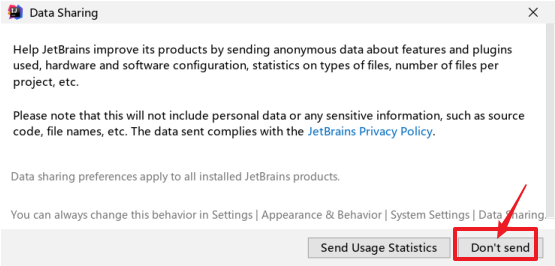 Data Sharing
Help JetBrains improve its products by sending anonymous data about features and plugins
used, hardware and software configuration, statistics on types of files, number of files per
project, etc.
Please note that this will not include personal data or any sensitive information, such as source
code, file names, etc. The data sent complies with the JetBrains Privacy Policy.
Data sharing preferences apply to all installed JetBrains products.
You can always change this behavior in Settings | Appearance & Behavior | System Settings | Data Sharing.
Send Usage Statistics
Don't send